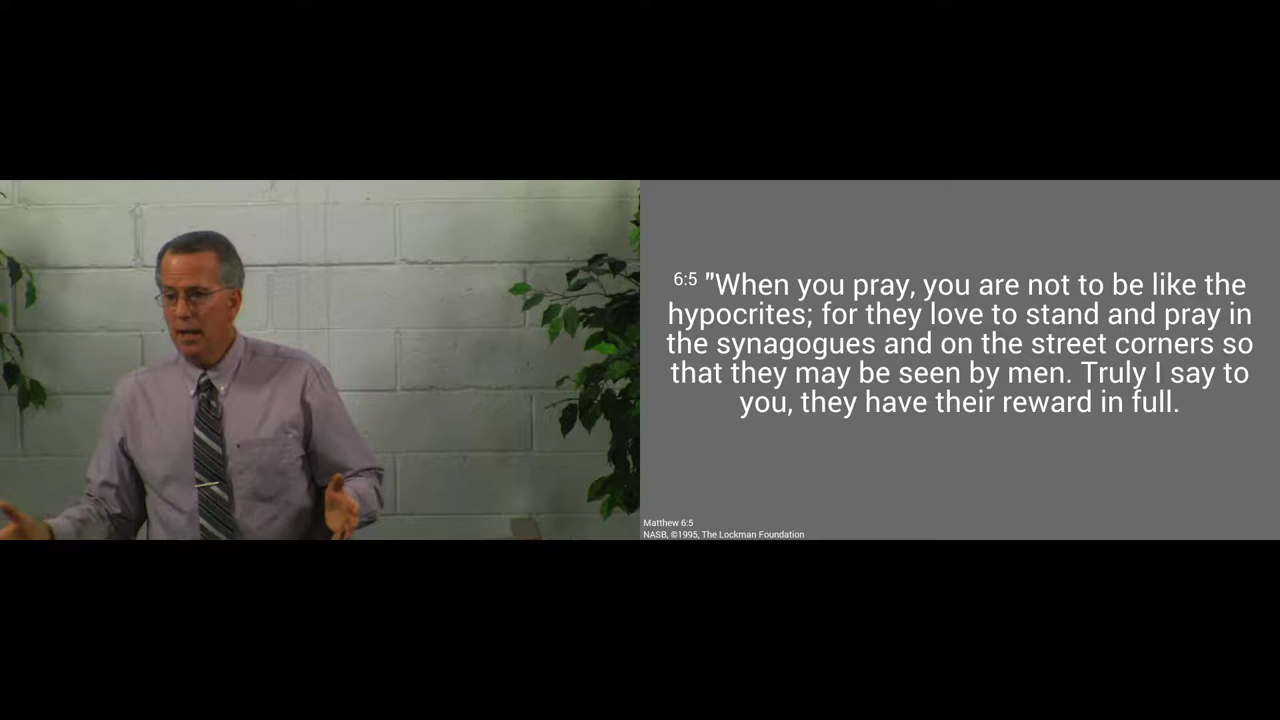 6:5 "When you pray, you are not to be like the
hypocrites; for they love to stand and pray in
the synagogues and on the street corners so
that they may be seen by men. Truly I say to
you, they have their reward in full.
Matthew 6:5
NASB, ©1995, The Lockman Foundation